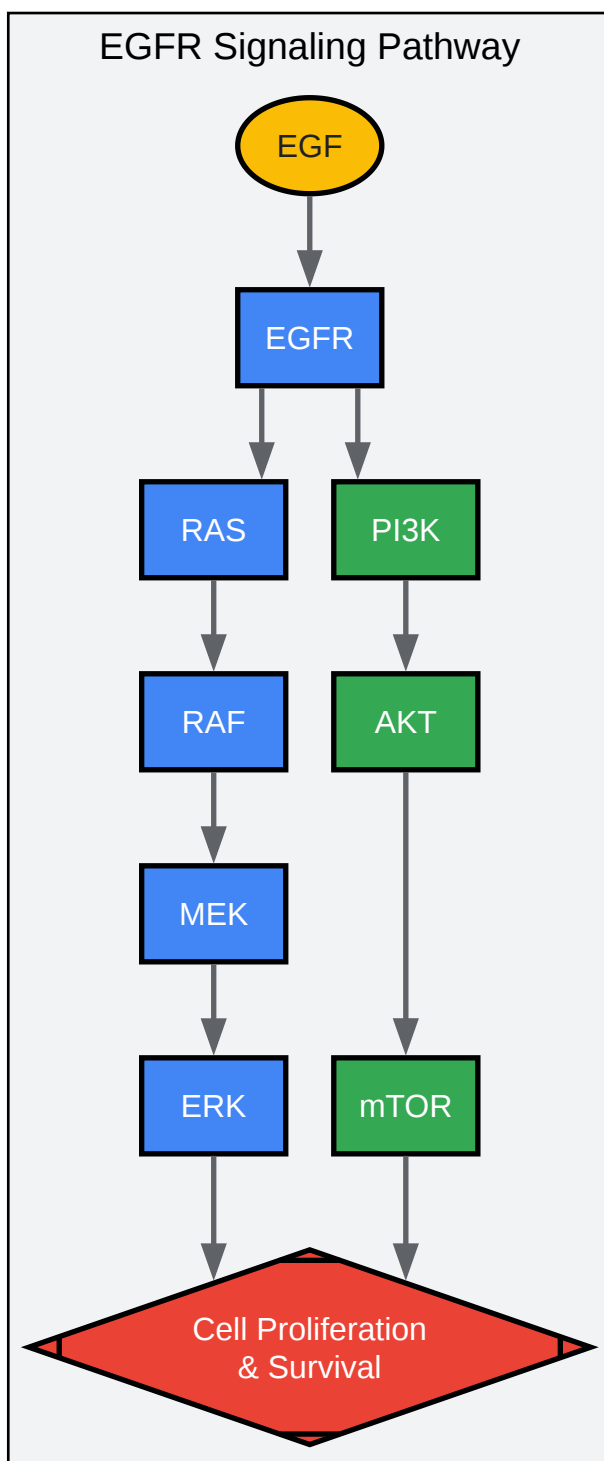 EGFR Signaling Pathway
EGF
EGFR
RAS
PI3K
RAF
AKT
MEK
ERK
mTOR
Cell Proliferation
& Survival